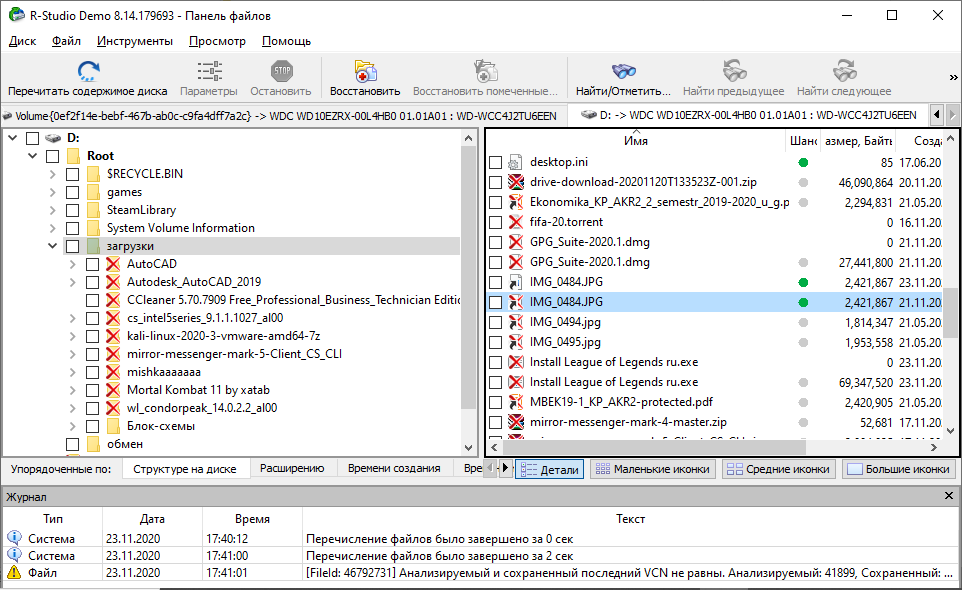 R-Studio Demo 8.14.179693 - Панель файлов
Диск Файл Инструменты Просмотр Помощь
STOP
Перечитать содержимое диска Параметры Остановить Восстановить Восстановить помеченные... Найти/Отметить... Найти предыдущее Найти следующее »
Volume{0ef2f14e-bebf-467b-ab0c-c9fa4dff7a2c} -> WDC WD10EZRX-00L4HB0 01.01A01 : WD-WCC4J2TU6EEN D: -> WDC WD10EZRX-00L4HB0 01.01A01 : WD-WCC4J2TU6EEN
D:
Root
$RECYCLE.BIN
games
SteamLibrary
System Volume Information
загрузки
AutoCAD
Autodesk_AutoCAD_2019
CCleaner 5.70.7909 Free_Professional_Business_Technician Edition
cs_intel5series_9.1.1.1027_al00
kali-linux-2020-3-vmware-amd64-7z
mirror-messenger-mark-5-Client_CS_CLI
mishkaaaaaaa
Mortal Kombat 11 by xatab
wl_condorpeak_14.0.2.2_al00
Блок-схемы
обмен
Имя Шанс азмер, Байты Созда
desktop.ini 85 17.06.20
drive-download-20201120T133523Z-001.zip 46,090,864 20.11.20
Ekonomika_KP_AKR2_2_semestr_2019-2020_u_g.p 2,294,831 21.05.20
fifa-20.torrent 0 16.11.20
GPG_Suite-2020.1.dmg 0 21.11.20
GPG_Suite-2020.1.dmg 27,441,800 21.11.20
IMG_0484.JPG 2,421,867 23.11.20
IMG_0484.JPG 2,421,867 21.11.20
IMG_0494.jpg 1,814,347 21.05.20
IMG_0495.jpg 1,953,558 21.05.20
Install League of Legends ru.exe 0 23.11.20
Install League of Legends ru.exe 69,347,520 23.11.20
MBEK19-1_KP_AKR2-protected.pdf 2,420,905 21.05.20
mirror-messenger-mark-4-master.zip 52,681 17.11.20
Упорядоченные по: Структуре на диске Расширению Времени создания Вре
Детали Маленькие иконки Средние иконки Большие иконки
Журнал
Тип Дата Время Текст
Система 23.11.2020 17:40:12 Перечисление файлов было завершено за 0 сек
Система 23.11.2020 17:41:00 Перечисление файлов было завершено за 2 сек
Файл 23.11.2020 17:41:01 [FileId: 46792731] Анализируемый и сохраненный последний VCN не равны. Анализируемый: 41899, Сохраненный: ...